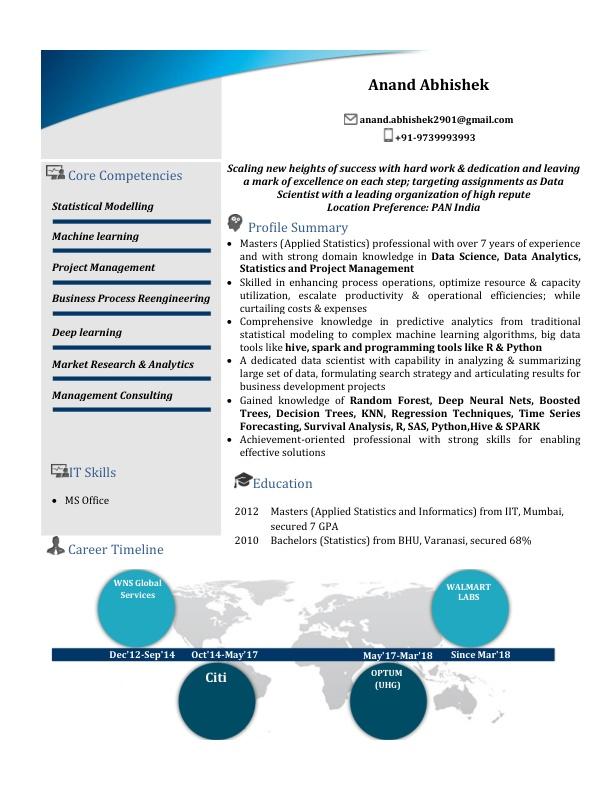 Anand Abhishek
anand.abhishek2901@gmail.com
+91-9739993993
Core Competencies
Statistical Modelling
Machine learning
Project Management
Business Process Reengineering
Deep learning
Market Research & Analytics
Management Consulting
IT Skills
• MS Office
Scaling new heights of success with hard work & dedication and leaving
a mark of excellence on each step; targeting assignments as Data
Scientist with a leading organization of high repute
Location Preference: PAN India
Profile Summary
• Masters (Applied Statistics) professional with over 7 years of experience
and with strong domain knowledge in Data Science, Data Analytics,
Statistics and Project Management
• Skilled in enhancing process operations, optimize resource & capacity
utilization, escalate productivity & operational efficiencies; while
curtailing costs & expenses
• Comprehensive knowledge in predictive analytics from traditional
statistical modeling to complex machine learning algorithms, big data
tools like hive, spark and programming tools like R & Python
• A dedicated data scientist with capability in analyzing & summarizing
large set of data, formulating search strategy and articulating results for
business development projects
• Gained knowledge of Random Forest, Deep Neural Nets, Boosted
Trees, Decision Trees, KNN, Regression Techniques, Time Series
Forecasting, Survival Analysis, R, SAS, Python,Hive & SPARK
• Achievement-oriented professional with strong skills for enabling
effective solutions
Education
2012 Masters (Applied Statistics and Informatics) from IIT, Mumbai,
secured 7 GPA
2010 Bachelors (Statistics) from BHU, Varanasi, secured 68%
Career Timeline
WNS Global
Services
WALMART
LABS
Dec'12-Sep'14 Oct'14-May'17 May'17-Mar'18 Since Mar'18
Citi
OPTUM
(UHG)